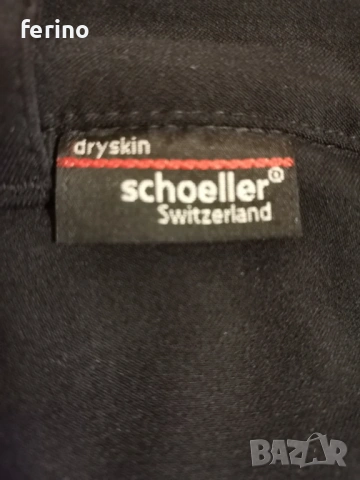 ferino
dryskin
schoeller®
Switzerland
BAZAR